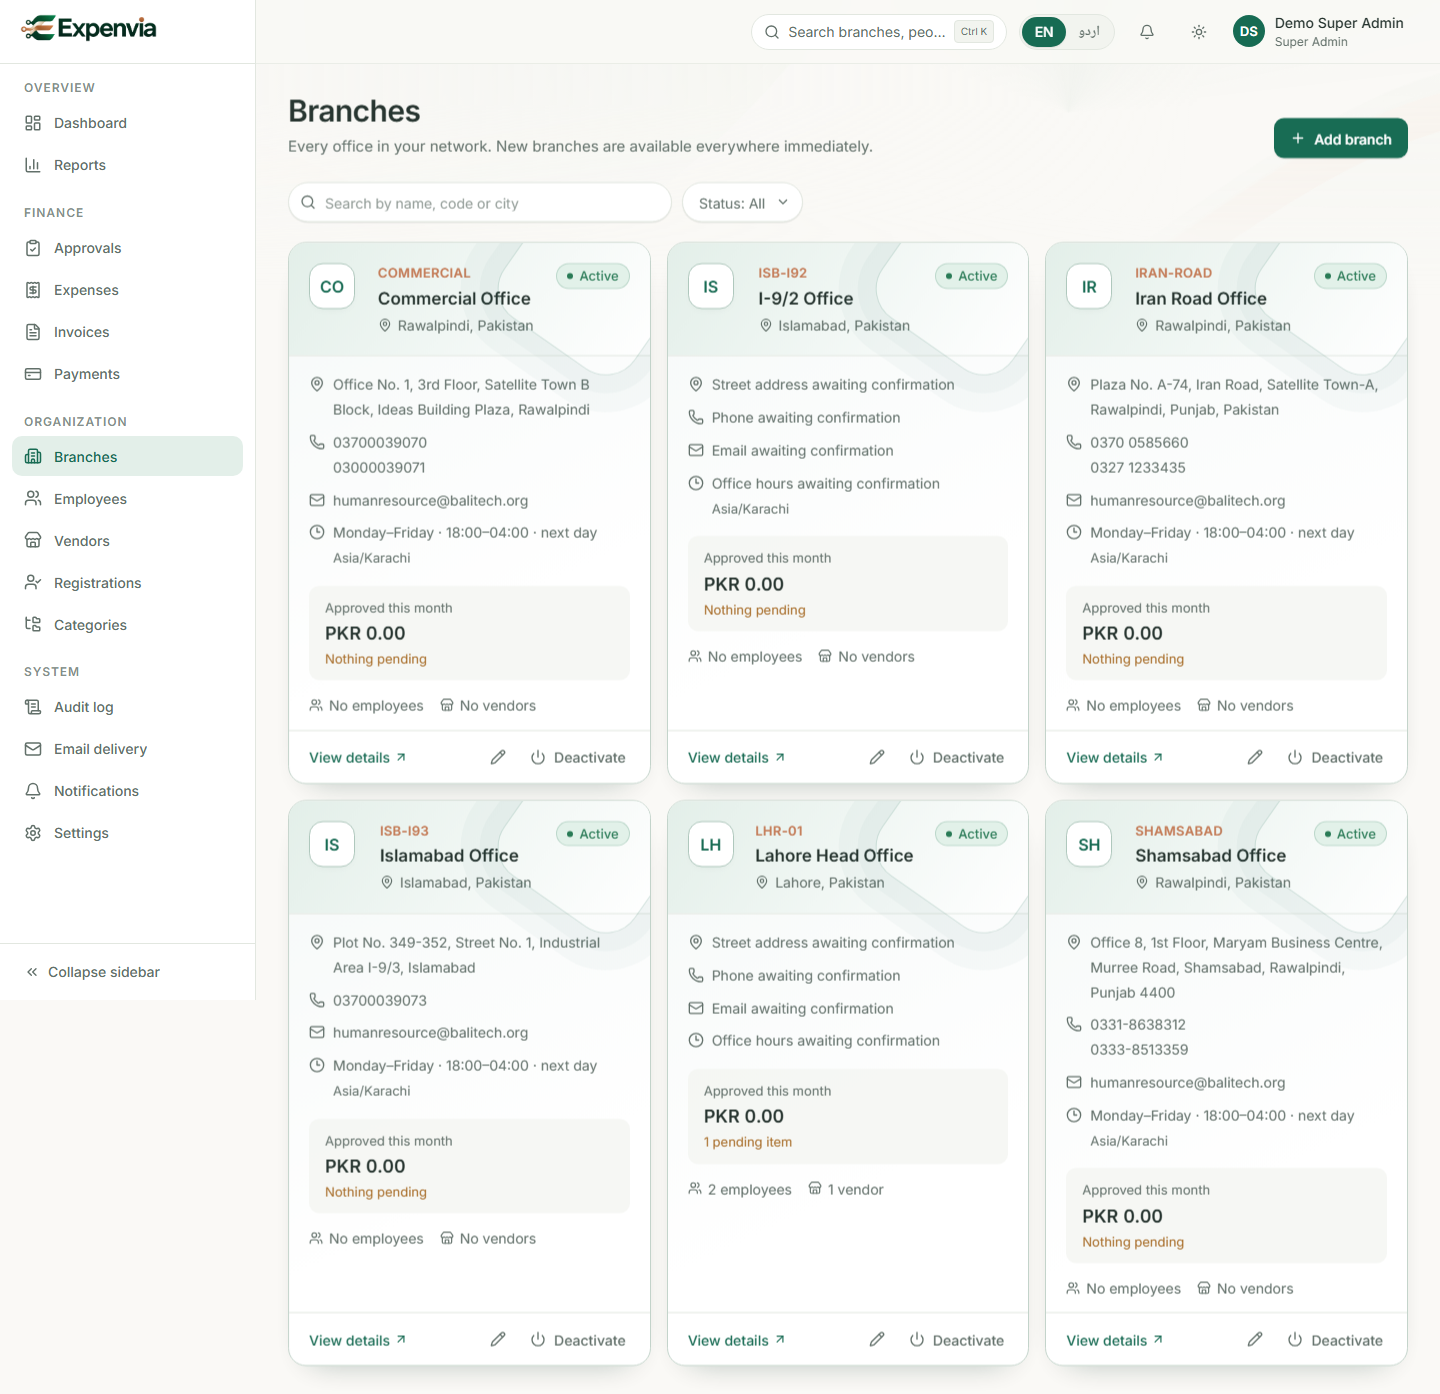 Expenvia
Search branches, peo...
Ctrl K
EN
اردو
DS
Demo Super Admin
Super Admin
OVERVIEW
Dashboard
Reports
FINANCE
Approvals
Expenses
Invoices
Payments
ORGANIZATION
Branches
Employees
Vendors
Registrations
Categories
SYSTEM
Audit log
Email delivery
Notifications
Settings
Collapse sidebar
Branches
Every office in your network. New branches are available everywhere immediately.
Add branch
Search by name, code or city
Status: All
CO
COMMERCIAL
Active
Commercial Office
Rawalpindi, Pakistan
Office No. 1, 3rd Floor, Satellite Town B
Block, Ideas Building Plaza, Rawalpindi
03700039070
03000039071
humanresource@balitech.org
Monday–Friday · 18:00–04:00 · next day
Asia/Karachi
Approved this month
PKR 0.00
Nothing pending
No employees
No vendors
View details
Deactivate
IS
ISB-I92
Active
I-9/2 Office
Islamabad, Pakistan
Street address awaiting confirmation
Phone awaiting confirmation
Email awaiting confirmation
Office hours awaiting confirmation
Asia/Karachi
Approved this month
PKR 0.00
Nothing pending
No employees
No vendors
View details
Deactivate
IR
IRAN-ROAD
Active
Iran Road Office
Rawalpindi, Pakistan
Plaza No. A-74, Iran Road, Satellite Town-A,
Rawalpindi, Punjab, Pakistan
0370 0585660
0327 1233435
humanresource@balitech.org
Monday–Friday · 18:00–04:00 · next day
Asia/Karachi
Approved this month
PKR 0.00
Nothing pending
No employees
No vendors
View details
Deactivate
IS
ISB-I93
Active
Islamabad Office
Islamabad, Pakistan
Plot No. 349-352, Street No. 1, Industrial
Area I-9/3, Islamabad
03700039073
humanresource@balitech.org
Monday–Friday · 18:00–04:00 · next day
Asia/Karachi
Approved this month
PKR 0.00
Nothing pending
No employees
No vendors
View details
Deactivate
LH
LHR-01
Active
Lahore Head Office
Lahore, Pakistan
Street address awaiting confirmation
Phone awaiting confirmation
Email awaiting confirmation
Office hours awaiting confirmation
Approved this month
PKR 0.00
1 pending item
2 employees
1 vendor
View details
Deactivate
SH
SHAMSABAD
Active
Shamsabad Office
Rawalpindi, Pakistan
Office 8, 1st Floor, Maryam Business Centre,
Murree Road, Shamsabad, Rawalpindi,
Punjab 4400
0331-8638312
0333-8513359
humanresource@balitech.org
Monday–Friday · 18:00–04:00 · next day
Asia/Karachi
Approved this month
PKR 0.00
Nothing pending
No employees
No vendors
View details
Deactivate